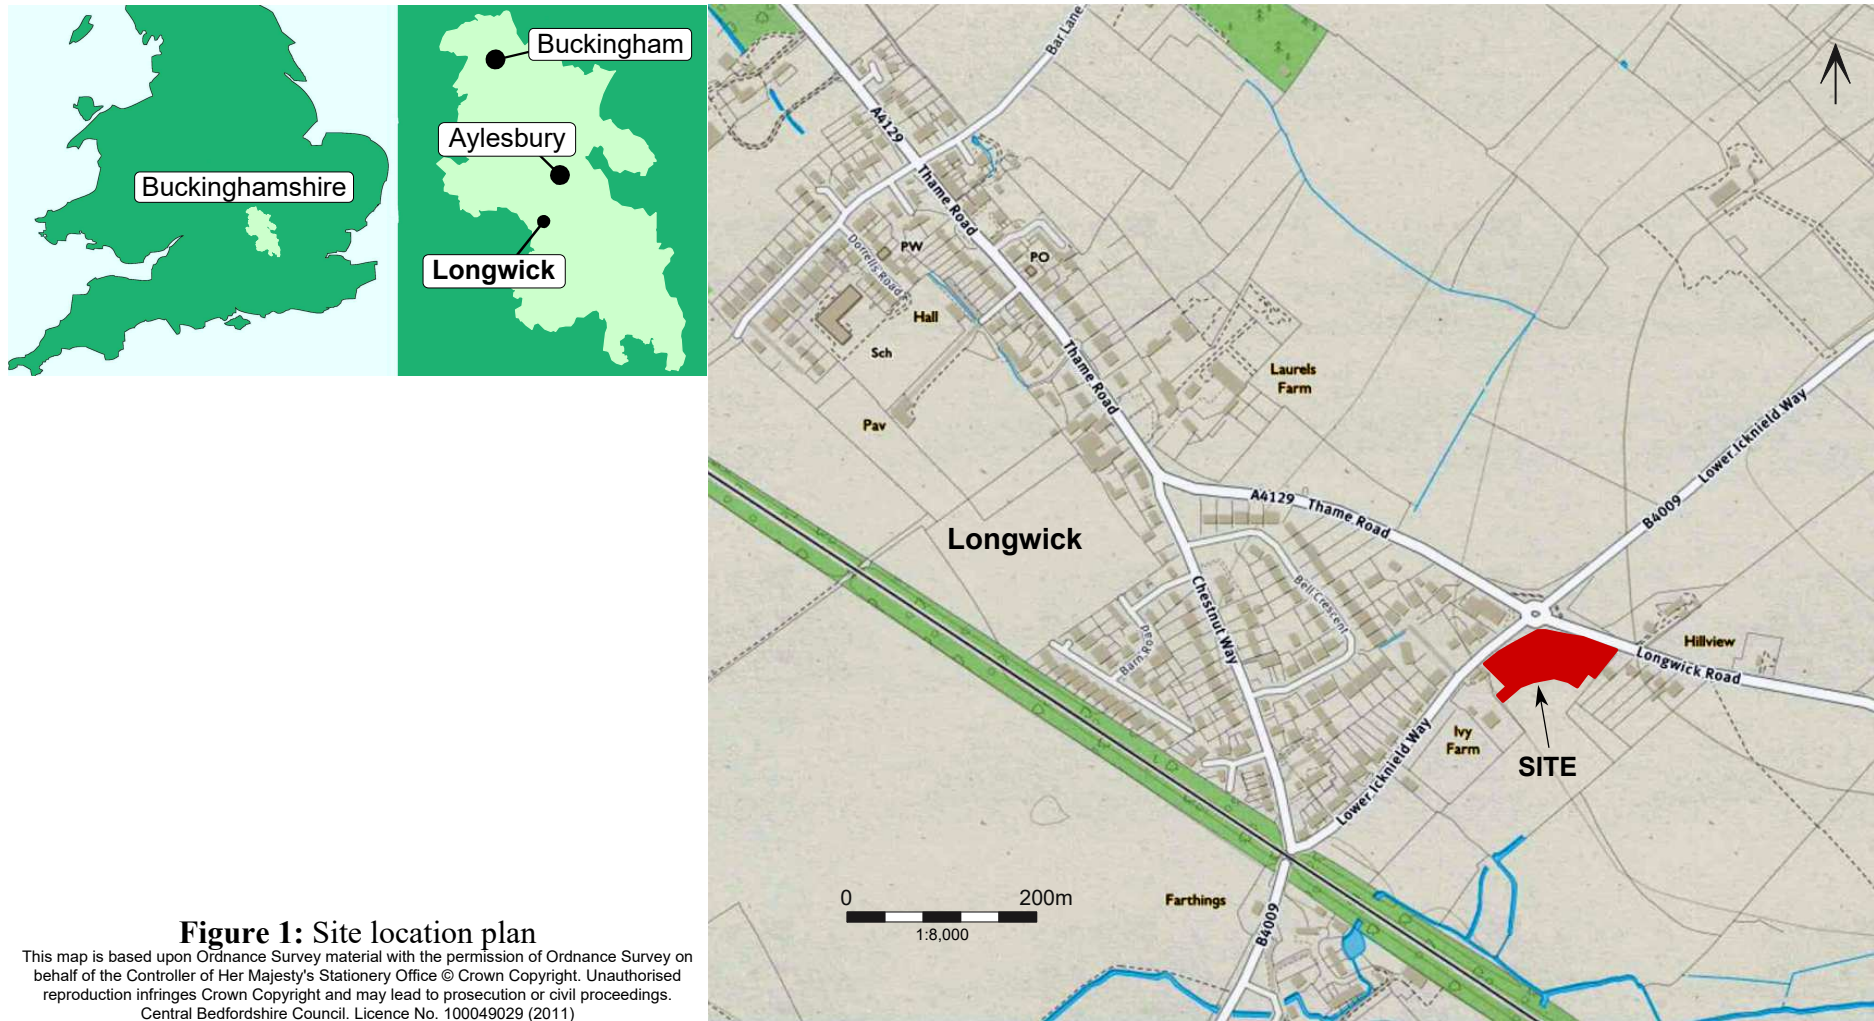 Buckinghamshire
Buckingham
Aylesbury
Longwick
Bar Lane
A4129
Thame Road
PW
PO
Dorrells Road
Hall
Sch
Thame Road
Laurels
Farm
Pav
Lower Icknield Way
B4009
A4129 Thame Road
Longwick
Bell Crescent
Chestnut Way
Barn Road
Hillview
Longwick Road
Ivy
Farm
SITE
Lower Icknield Way
Farthings
B4009
0 200m
1:8,000
Figure 1: Site location plan
This map is based upon Ordnance Survey material with the permission of Ordnance Survey on
behalf of the Controller of Her Majesty's Stationery Office © Crown Copyright. Unauthorised
reproduction infringes Crown Copyright and may lead to prosecution or civil proceedings.
Central Bedfordshire Council. Licence No. 100049029 (2011)